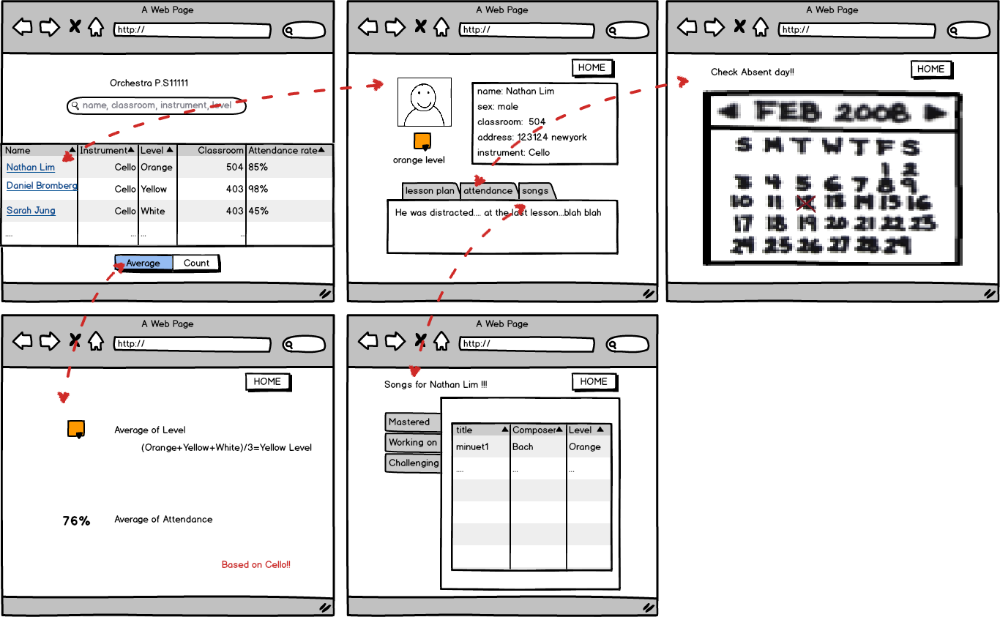 A Web Page
http://
Orchestra P.S11111
name, classroom, instrument, level
Name Instrument Level Classroom Attendance rate
Nathan Lim Cello Orange 504 85%
Daniel Bromberg Cello Yellow 403 98%
Sarah Jung Cello White 403 45%
.... ... ... ...
Average Count
A Web Page
http://
HOME
name: Nathan Lim
sex: male
classroom: 504
address: 123124 newyork
instrument: Cello
orange level
lesson plan attendance songs
He was distracted.... at the last lesson...blah blah
A Web Page
http://
Check Absent day!!
HOME
FEB 2008
S M T W T F S
1 2
3 4 5 6 7 8 9
10 11 12 13 14 15 16
17 18 19 20 21 22 23
24 25 26 27 28 29
A Web Page
http://
HOME
Average of Level
(Orange+Yellow+White)/3=Yellow Level
76% Average of Attendance
Based on Cello!!
A Web Page
http://
Songs for Nathan Lim !!!
HOME
Mastered
Working on
Challenging
title Composer Level
minuet1 Bach Orange
.... ... ...